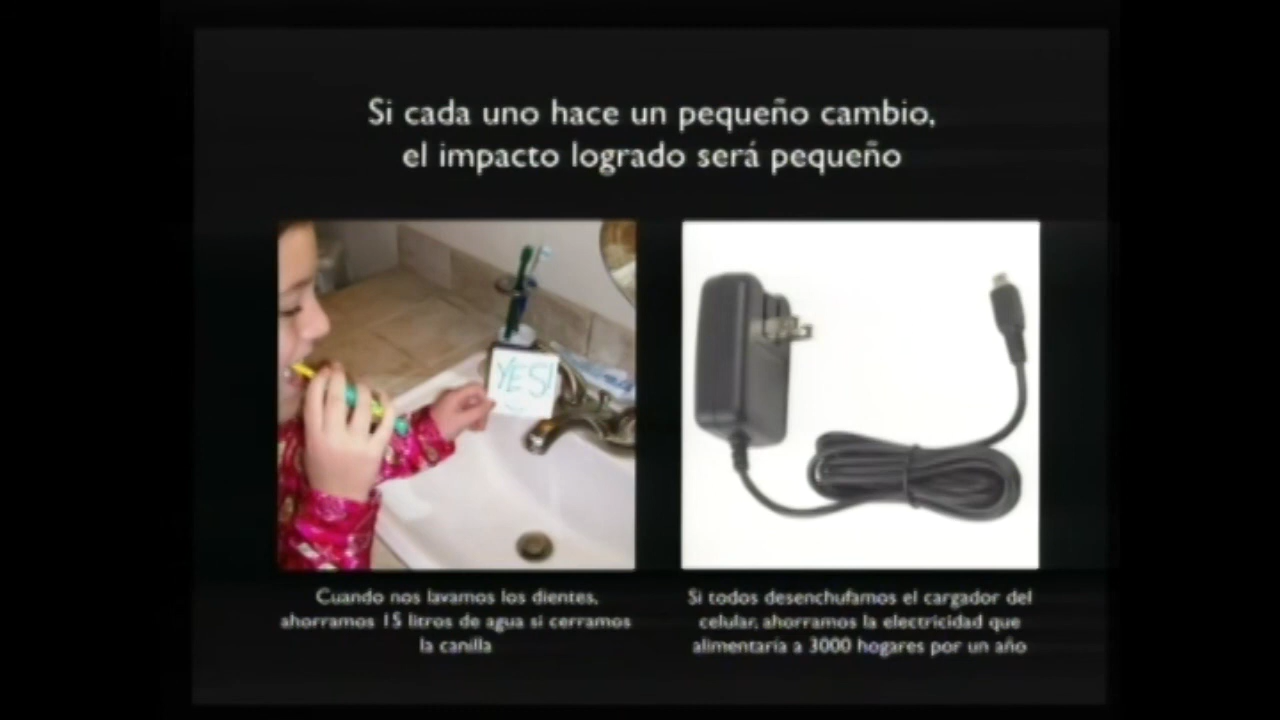 Si cada uno hace un pequeño cambio,
el impacto logrado será pequeño
YES!
Cuando nos lavamos los dientes,
ahorramos 15 litros de agua si cerramos
la canilla
Si todos desenchufamos el cargador del
celular, ahorramos la electricidad que
alimentaría a 3000 hogares por un año